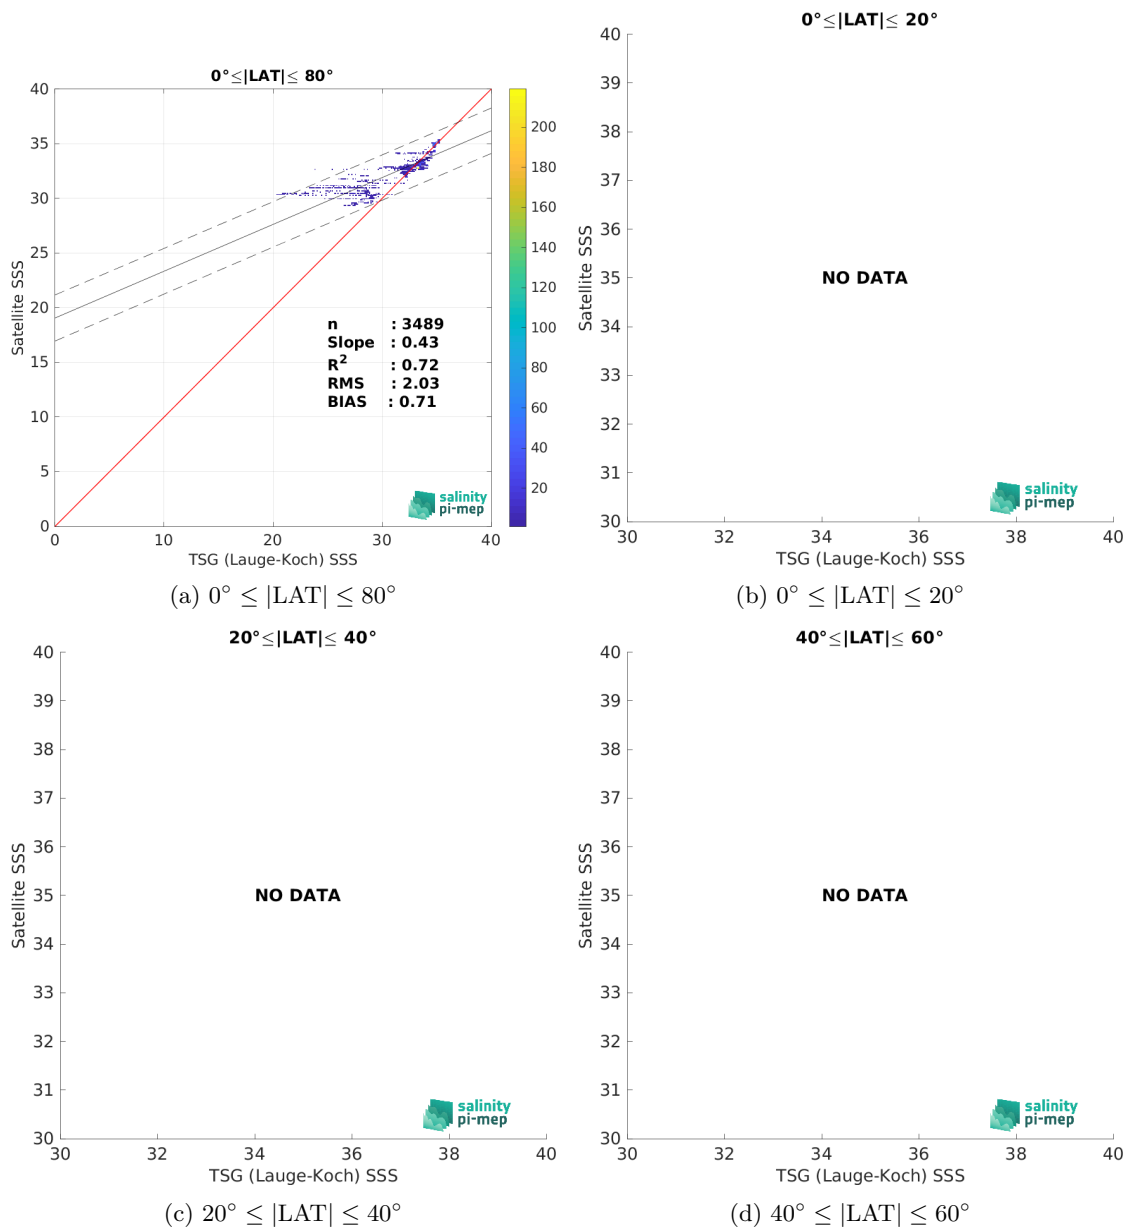 0°≤|LAT|≤ 80°
40
35
30
25
20
15
10
5
0
Satellite SSS
0
10
20
30
40
TSG (Lauge-Koch) SSS
n : 3489
Slope : 0.43
R2 : 0.72
RMS : 2.03
BIAS : 0.71
salinity
pi-mep
200
180
160
140
120
100
80
60
40
20
(a) 0° ≤ |LAT| ≤ 80°
0°≤|LAT|≤ 20°
40
39
38
37
36
35
34
33
32
31
30
Satellite SSS
NO DATA
salinity
pi-mep
30
32
34
36
38
40
TSG (Lauge-Koch) SSS
(b) 0° ≤ |LAT| ≤ 20°
20°≤|LAT|≤ 40°
40
39
38
37
36
35
34
33
32
31
30
Satellite SSS
NO DATA
salinity
pi-mep
30
32
34
36
38
40
TSG (Lauge-Koch) SSS
(c) 20° ≤ |LAT| ≤ 40°
40°≤|LAT|≤ 60°
40
39
38
37
36
35
34
33
32
31
30
Satellite SSS
NO DATA
salinity
pi-mep
30
32
34
36
38
40
TSG (Lauge-Koch) SSS
(d) 40° ≤ |LAT| ≤ 60°